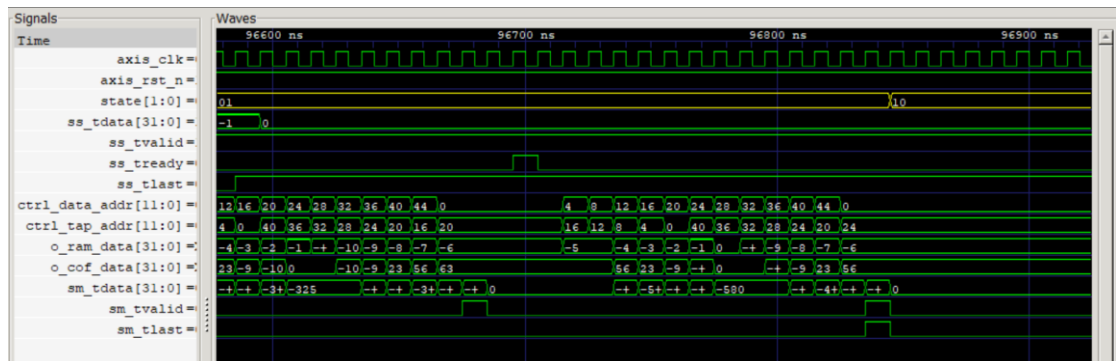 Signals
Waves
Time
96600 ns 96700 ns 96800 ns 96900 ns
axis_clk=
axis_rst_n=
state[1:0]= 01 10
ss_tdata[31:0]= -1 0
ss_tvalid=
ss_tready=
ss_tlast=
ctrl_data_addr[11:0]= 12 16 20 24 28 32 36 40 44 0 4 8 12 16 20 24 28 32 36 40 44 0
ctrl_tap_addr[11:0]= 4 0 40 36 32 28 24 20 16 20 16 12 8 4 0 40 36 32 28 24 20 24
o_ram_data[31:0]= -4 -3 -2 -1 -+ -10 -9 -8 -7 -6 -5 -4 -3 -2 -1 0 -+ -9 -8 -7 -6
o_cof_data[31:0]= 23 -9 -10 0 -10 -9 23 56 63 56 23 -9 -+ 0 -+ -9 23 56
sm_tdata[31:0]= -+ -+ -3+ -325 -+ -+ -3+ -+ -+ 0 -+ -5+ -+ -+ -580 -+ -4+ -+ -+ 0
sm_tvalid=
sm_tlast=